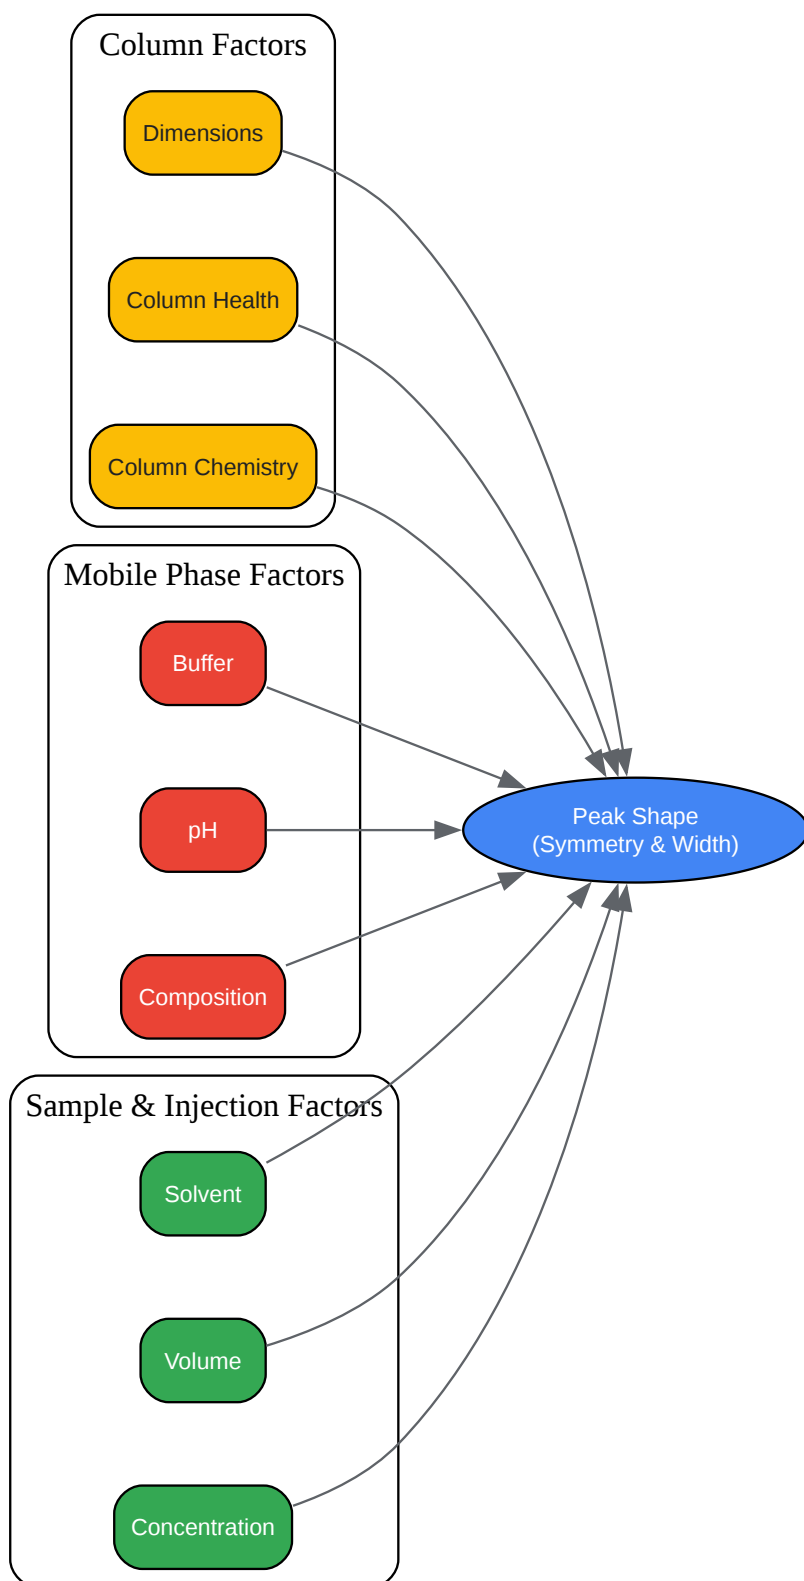 Column Factors
Dimensions
Column Health
Column Chemistry
Mobile Phase Factors
Buffer
pH
Composition
Peak Shape
(Symmetry & Width)
Sample & Injection Factors
Solvent
Volume
Concentration